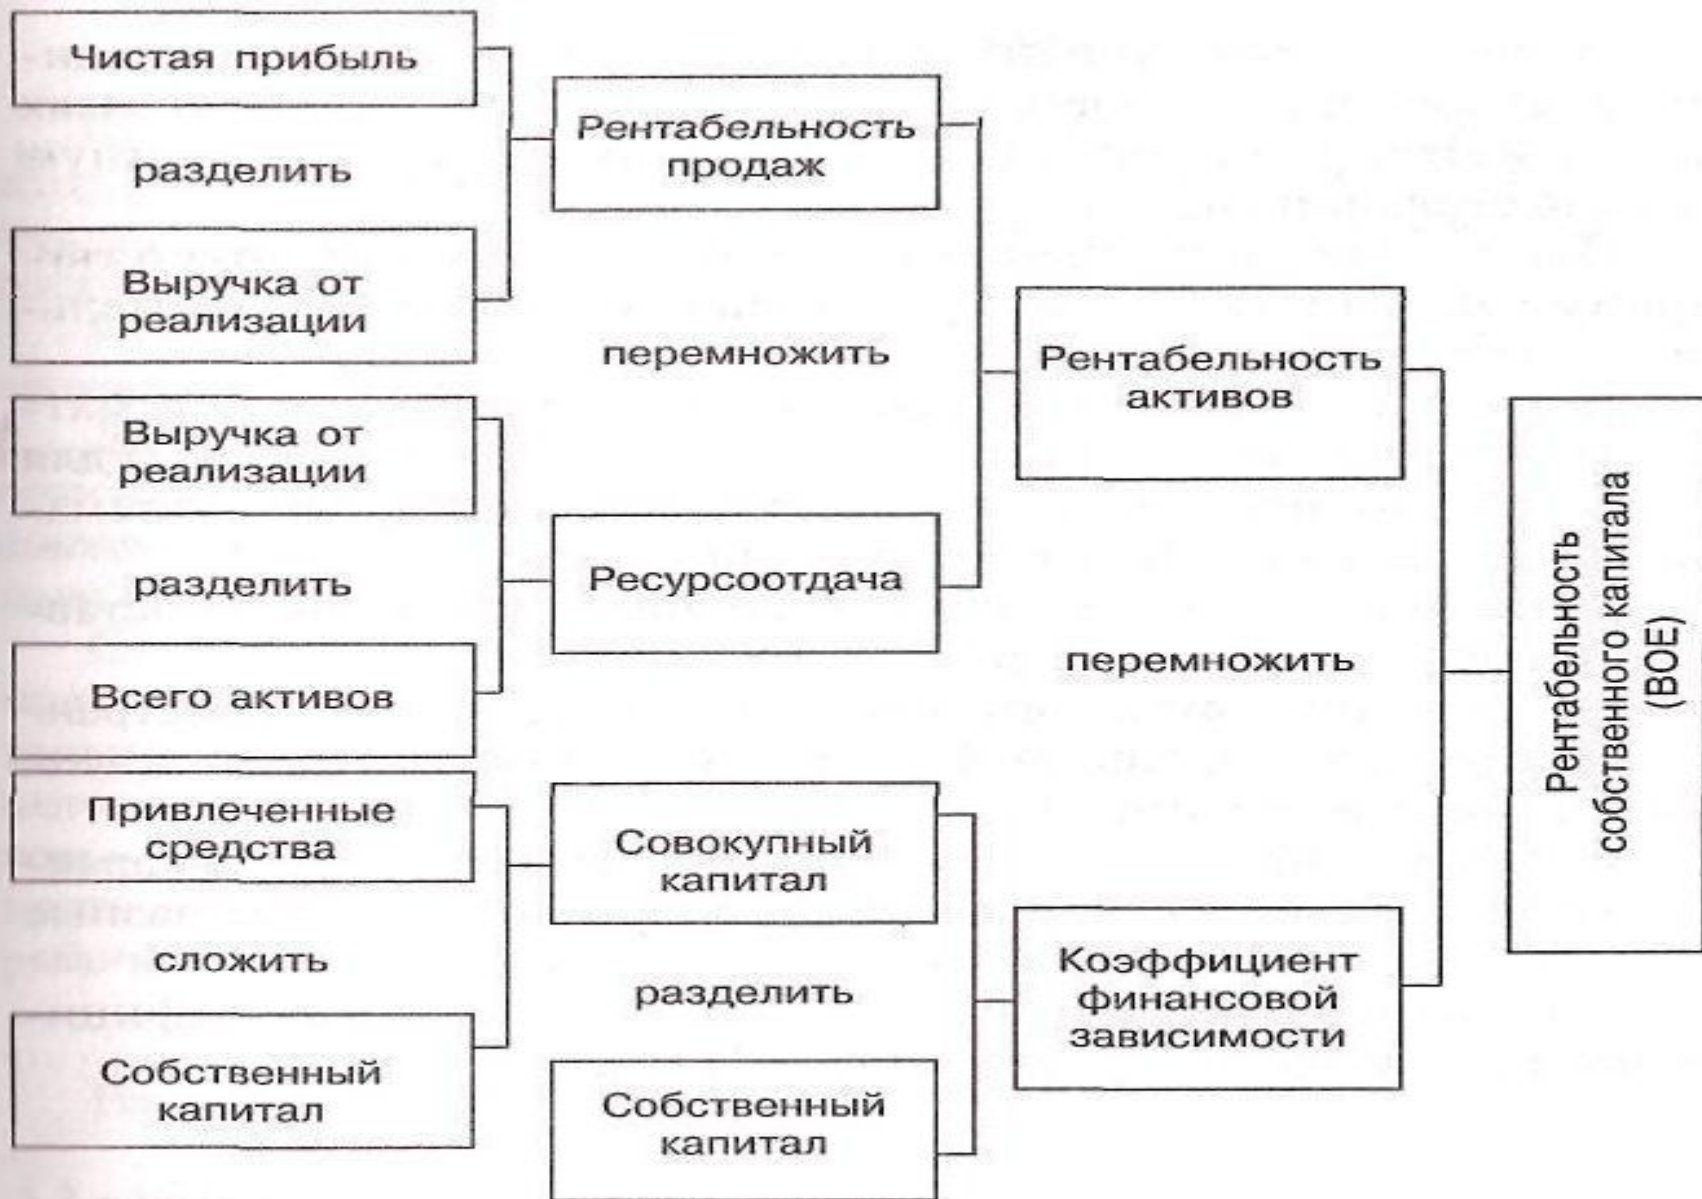 Чистая прибыль
разделить
Выручка от
реализации
Выручка от
реализации
разделить
Всего активов
Привлеченные
средства
сложить
Собственный
капитал
Рентабельность
продаж
перемножить
Ресурсоотдача
Совокупный
капитал
разделить
Собственный
капитал
Рентабельность
активов
перемножить
Коэффициент
финансовой
зависимости
Рентабельность
собственного капитала
(ВОЕ)